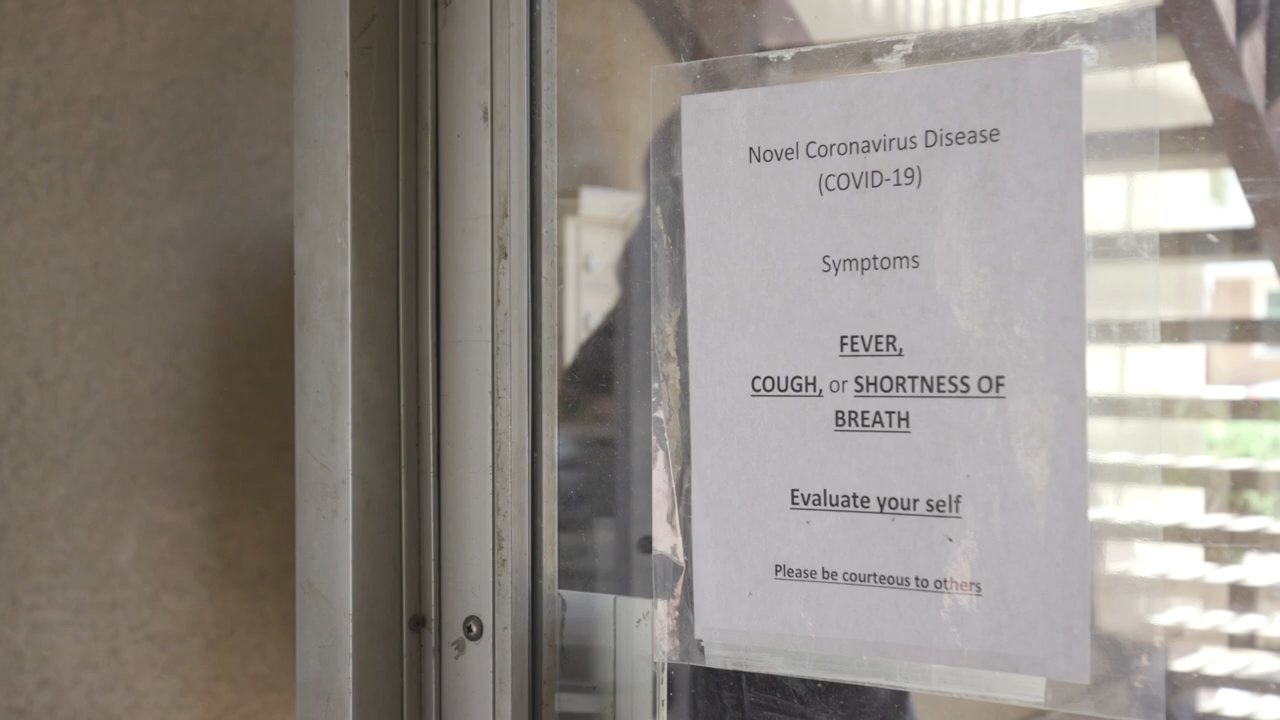 Novel Coronavirus Disease
(COVID-19)
Symptoms
FEVER,
COUGH, or SHORTNESS OF
BREATH
Evaluate your self
Please be courteous to others